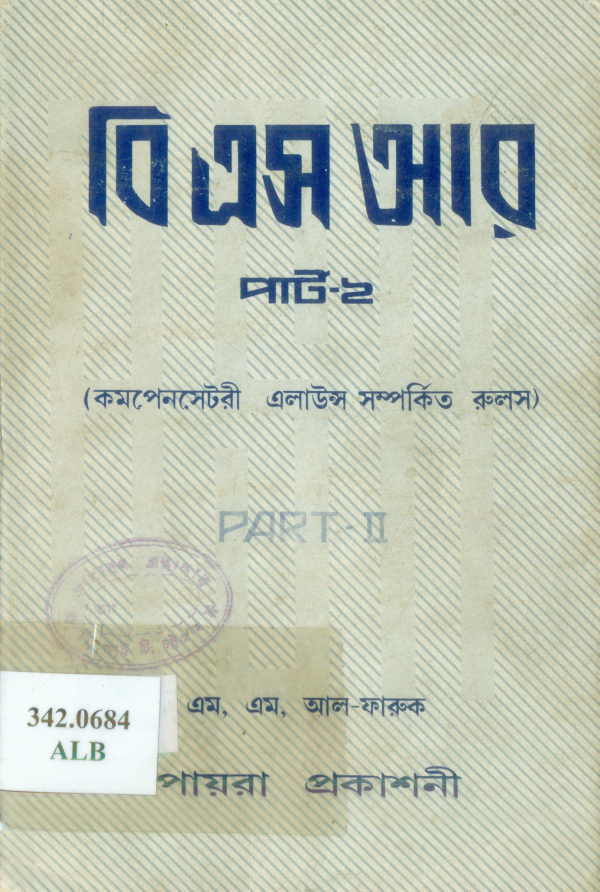 বি এস আর
পার্ট-২
(কমপেনসেটরী এলাউন্স সম্পর্কিত রুলস)
PART-II
এম, এম, আল-ফারুক
342.0684
ALB
পায়রা প্রকাশনী